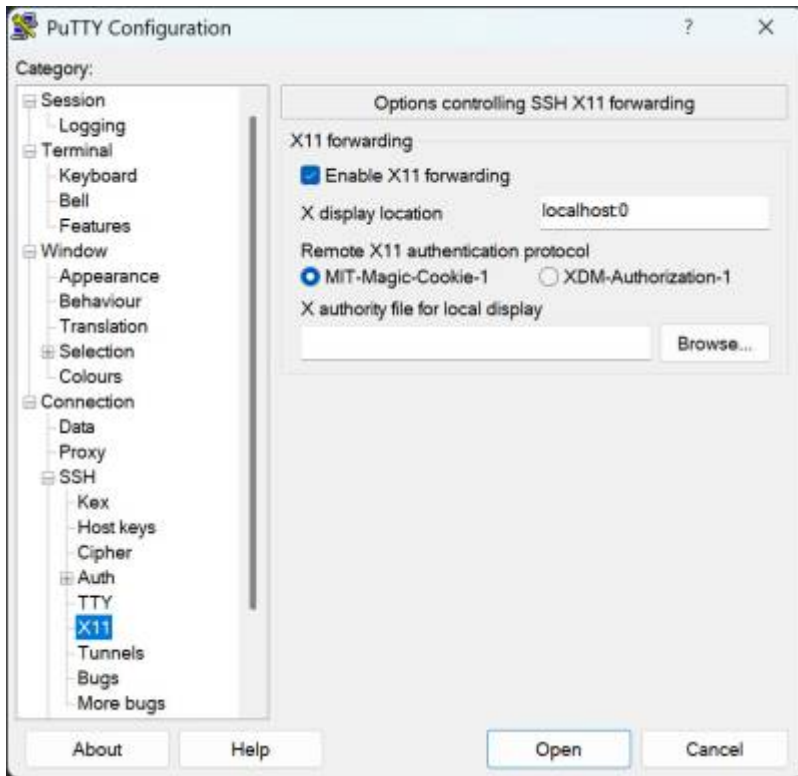 PuTTY Configuration
?
Category:
Session
Logging
Terminal
Keyboard
Bell
Features
Window
Appearance
Behaviour
Translation
Selection
Colours
Connection
Data
Proxy
SSH
Kex
Host keys
Cipher
Auth
TTY
X11
Tunnels
Bugs
More bugs
Options controlling SSH X11 forwarding
X11 forwarding
Enable X11 forwarding
X display location localhost:0
Remote X11 authentication protocol
MIT-Magic-Cookie-1 XDM-Authorization-1
X authority file for local display
Browse...
About Help Open Cancel